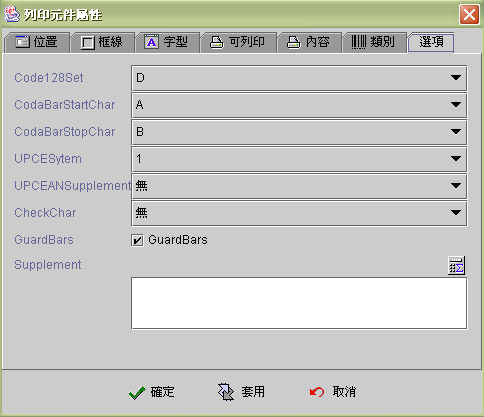 列印元件屬性
位置 框線 字型 可列印 內容 類別 選項
Code128Set D
CodaBarStartChar A
CodaBarStopChar B
UPCESytem 1
UPCEANSupplement 無
CheckChar 無
GuardBars GuardBars
Supplement
確定 套用 取消